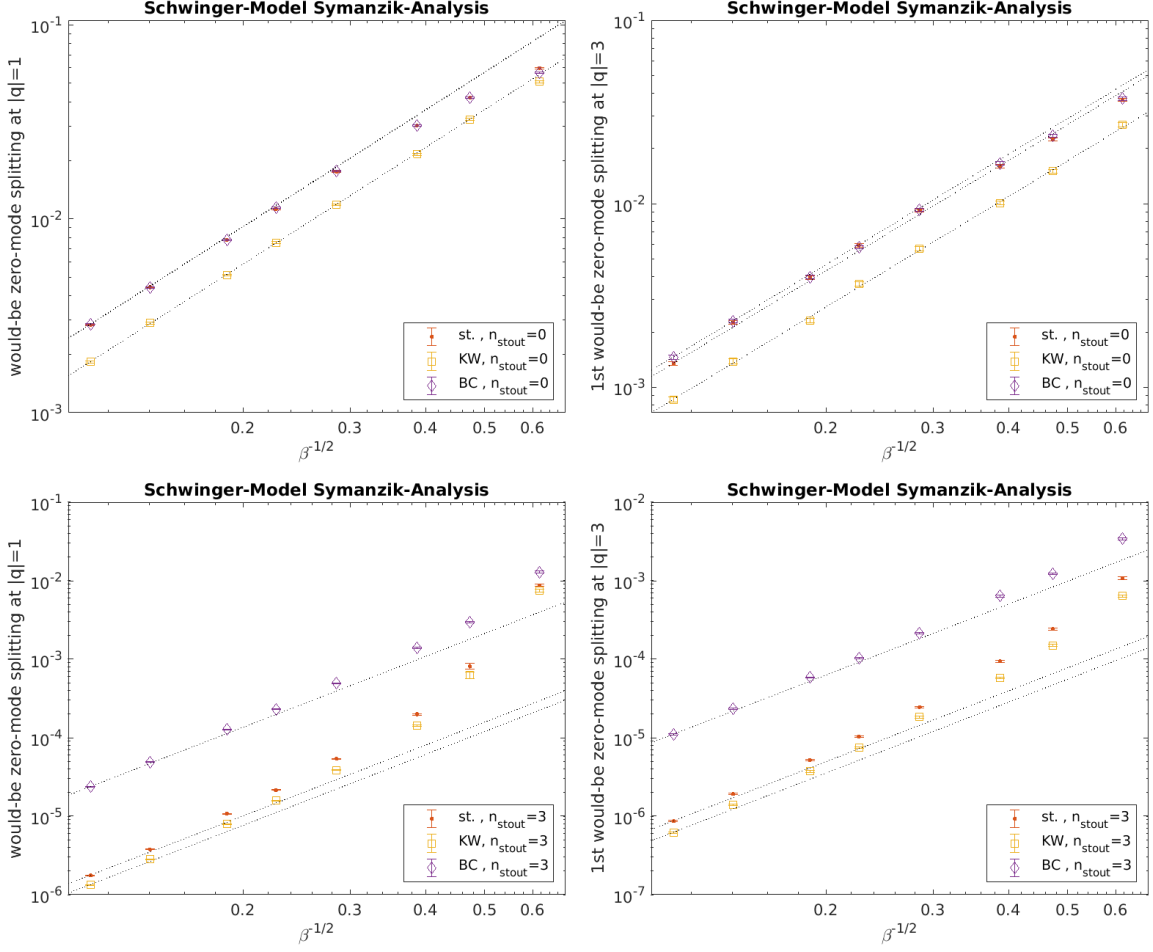 Schwinger-Model Symanzik-Analysis
would-be zero-mode splitting at |q|=1
10^-1
10^-2
10^-3
0.2
0.3
0.4
0.5
0.6
β^-1/2
st. , n_stout=0
KW, n_stout=0
BC , n_stout=0
Schwinger-Model Symanzik-Analysis
1st would-be zero-mode splitting at |q|=3
10^-1
10^-2
10^-3
0.2
0.3
0.4
0.5
0.6
β^-1/2
st. , n_stout=0
KW, n_stout=0
BC , n_stout=0
Schwinger-Model Symanzik-Analysis
would-be zero-mode splitting at |q|=1
10^-1
10^-2
10^-3
10^-4
10^-5
10^-6
0.2
0.3
0.4
0.5
0.6
β^-1/2
st. , n_stout=3
KW, n_stout=3
BC , n_stout=3
Schwinger-Model Symanzik-Analysis
1st would-be zero-mode splitting at |q|=3
10^-2
10^-3
10^-4
10^-5
10^-6
10^-7
0.2
0.3
0.4
0.5
0.6
β^-1/2
st. , n_stout=3
KW, n_stout=3
BC , n_stout=3